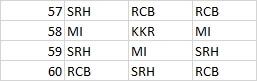 57 SRH RCB RCB
58 MI KKR MI
59 SRH MI SRH
60 RCB SRH RCB